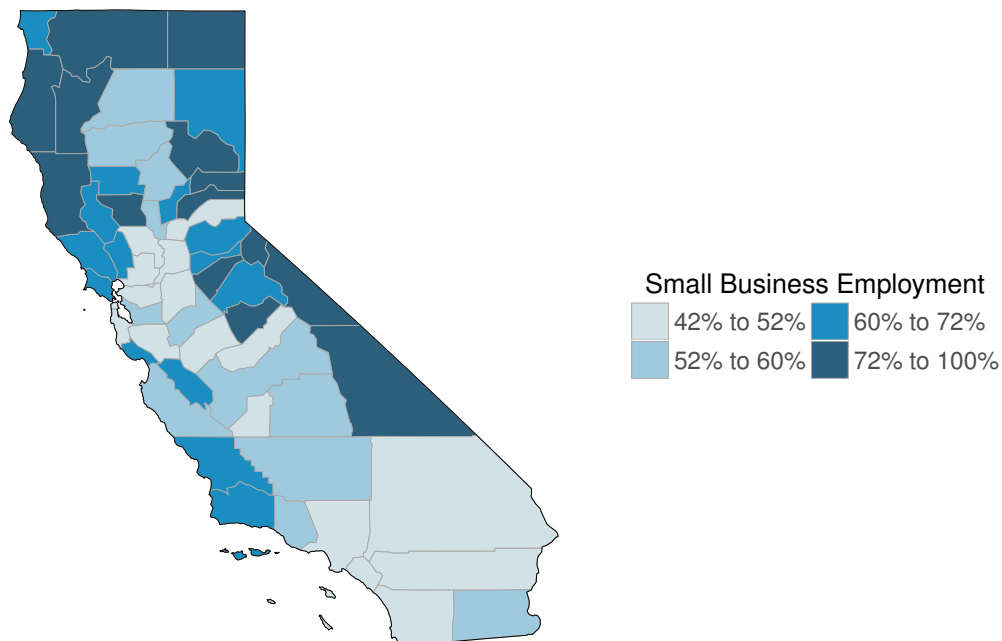 Small Business Employment
42% to 52% 60% to 72%
52% to 60% 72% to 100%